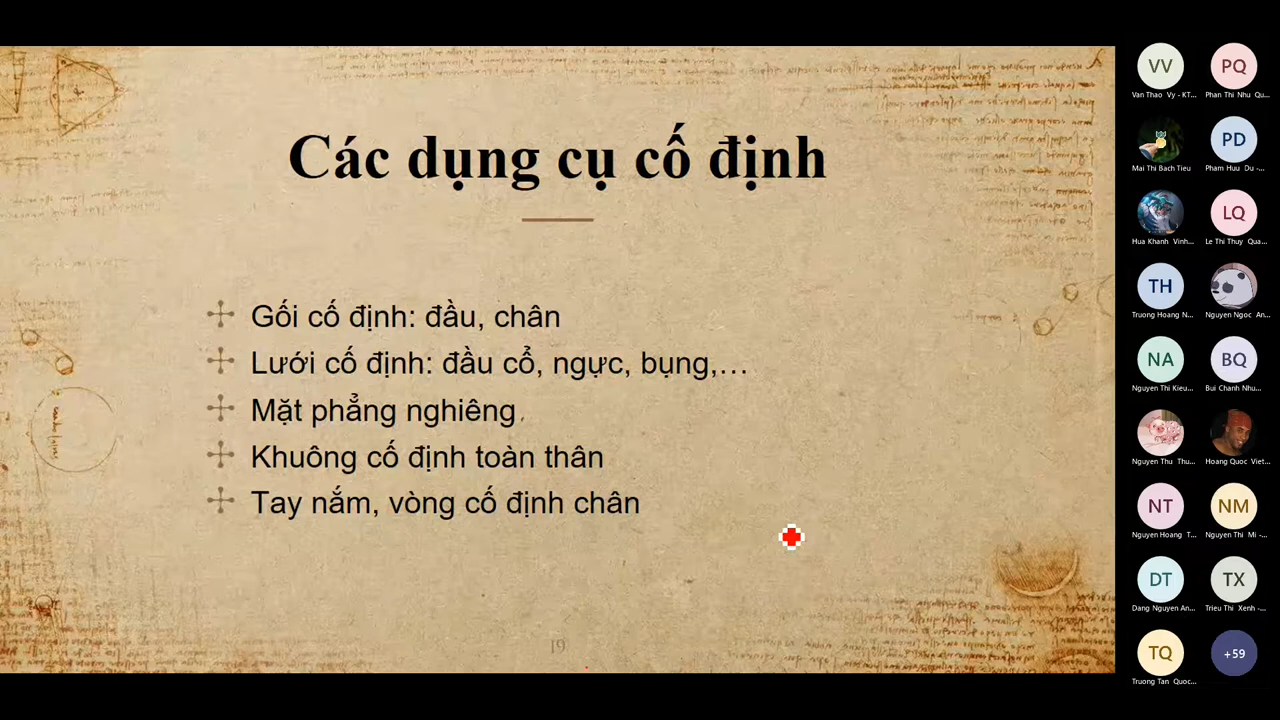 Các dụng cụ cố định
Gối cố định: đầu, chân
Lưới cố định: đầu cổ, ngực, bụng,...
Mặt phẳng nghiêng
Khuông cố định toàn thân
Tay nắm, vòng cố định chân
19
VV
PQ
Van Thao Vy - KT...
Phan Thi Nhu Qu...
PD
Mai Thi Bach Tieu
Pham Huu Du -...
LQ
Hua Khanh Vinh...
Le Thi Thuy Qua...
TH
Truong Hoang N...
Nguyen Ngoc An...
NA
BQ
Nguyen Thi Kieu...
Bui Chanh Nhu...
Nguyen Thu Thu...
Hoang Quoc Viet...
NT
NM
Nguyen Hoang T...
Nguyen Thi Mi -...
DT
TX
Dang Nguyen An...
Trieu Thi Xenh -...
TQ
+59
Truong Tan Quoc...